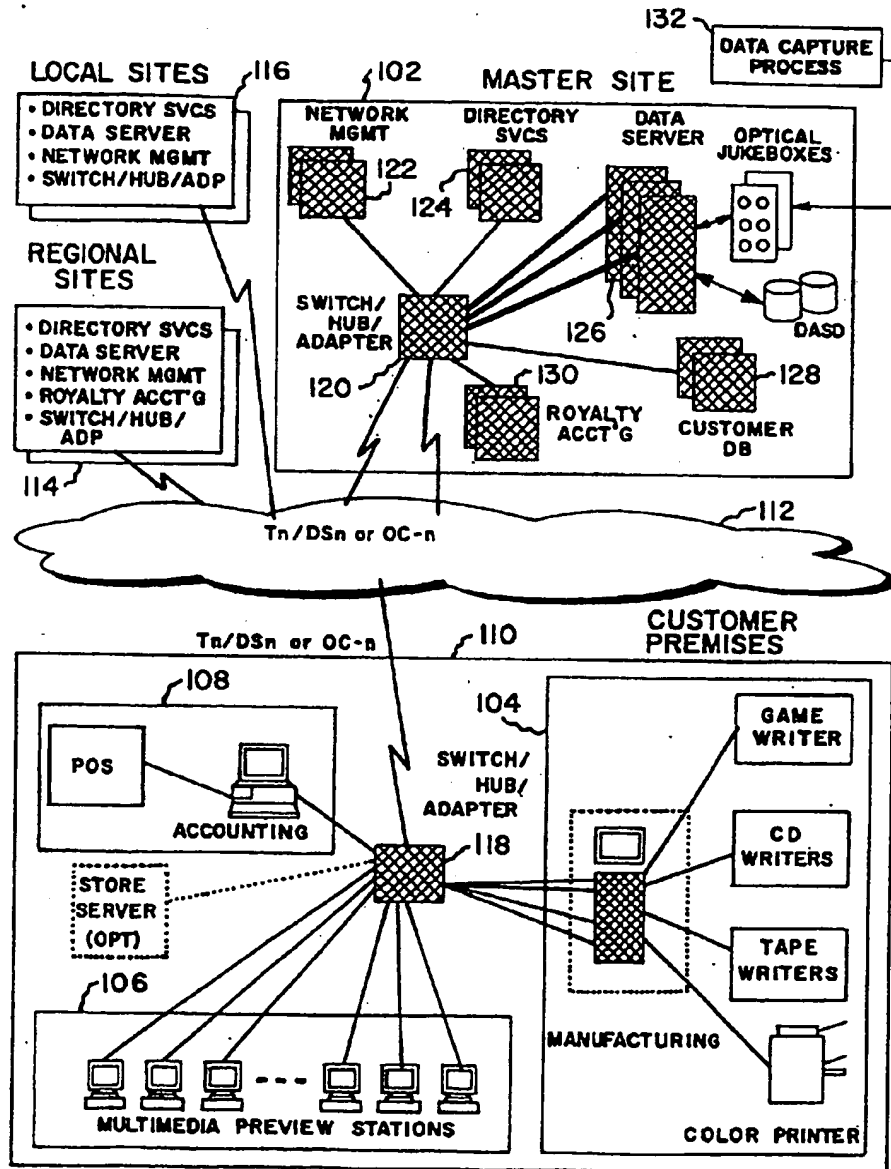 132
DATA CAPTURE
PROCESS
LOCAL SITES
116
• DIRECTORY SVCS
• DATA SERVER
• NETWORK MGMT
• SWITCH/HUB/ADP
102
MASTER SITE
NETWORK
MGMT
122
DIRECTORY
SVCS
124
DATA
SERVER
126
OPTICAL
JUKEBOXES
DASD
SWITCH/
HUB/
ADAPTER
120
130
ROYALTY
ACCT'G
128
CUSTOMER
DB
REGIONAL
SITES
• DIRECTORY SVCS
• DATA SERVER
• NETWORK MGMT
• ROYALTY ACCT'G
• SWITCH/HUB/
ADP
114
112
Tn/DSn or OC-n
CUSTOMER
PREMISES
Tn/DSn or OC-n
110
108
POS
ACCOUNTING
SWITCH/
HUB/
ADAPTER
118
STORE
SERVER
(OPT)
106
MULTIMEDIA PREVIEW STATIONS
104
GAME
WRITER
CD
WRITERS
TAPE
WRITERS
MANUFACTURING
COLOR PRINTER